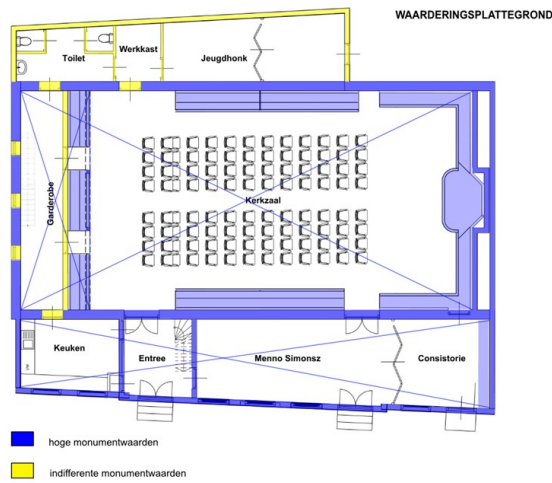 WAARDERINGSPLATTEGROND
Toilet
Werkkast
Jeugdhonk
Garderobe
Kerkzaal
Keuken
Entree
Menno Simonsz
Consistorie
hoge monumentwaarden
indifferente monumentwaarden